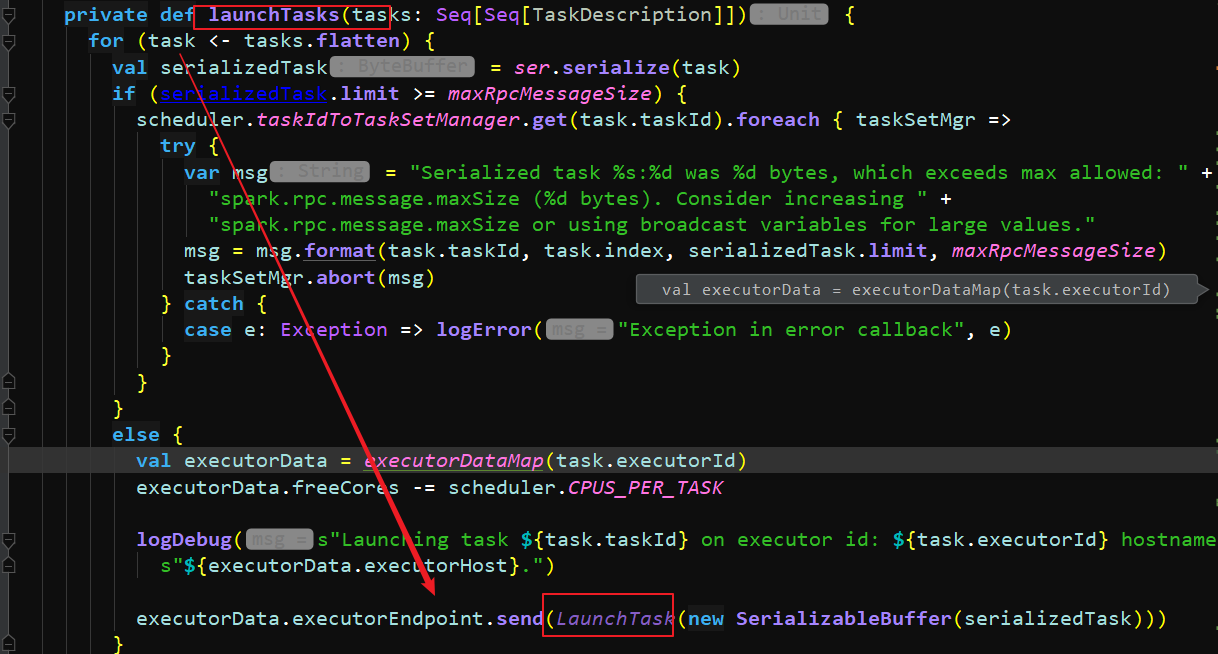 private def launchTasks(tasks: Seq[Seq[TaskDescription]]) : Unit {
for (task <- tasks.flatten) {
val serializedTask : ByteBuffer = ser.serialize(task)
if (serializedTask.limit >= maxRpcMessageSize) {
scheduler.taskIdToTaskSetManager.get(task.taskId).foreach { taskSetMgr =>
try {
var msg : String = "Serialized task %s:%d was %d bytes, which exceeds max allowed: " +
"spark.rpc.message.maxSize (%d bytes). Consider increasing " +
"spark.rpc.message.maxSize or using broadcast variables for large values."
msg = msg.format(task.taskId, task.index, serializedTask.limit, maxRpcMessageSize)
taskSetMgr.abort(msg)
val executorData = executorDataMap(task.executorId)
} catch {
case e: Exception => logError( msg = "Exception in error callback", e)
}
}
}
else {
val executorData = executorDataMap(task.executorId)
executorData.freeCores -= scheduler.CPUS_PER_TASK
logDebug( msg = s"Launching task ${task.taskId} on executor id: ${task.executorId} hostname
s"${executorData.executorHost}.")
executorData.executorEndpoint.send(LaunchTask(new SerializableBuffer(serializedTask)))
}